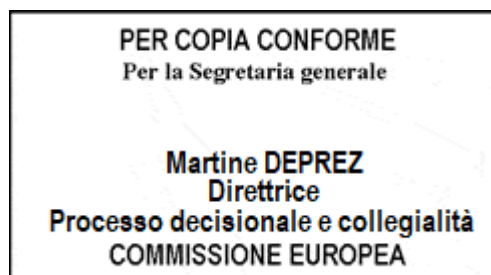 PER COPIA CONFORME
Per la Segretaria generale
Martine DEPREZ
Direttrice
Processo decisionale e collegialità
COMMISSIONE EUROPEA